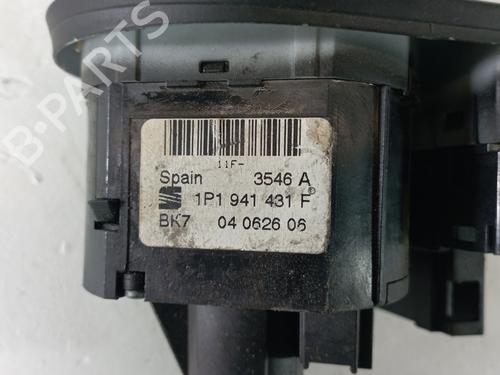 B-PARTS
11F-
Spain 3546 A
1P1 941 431 F
BK7 04 0626 06